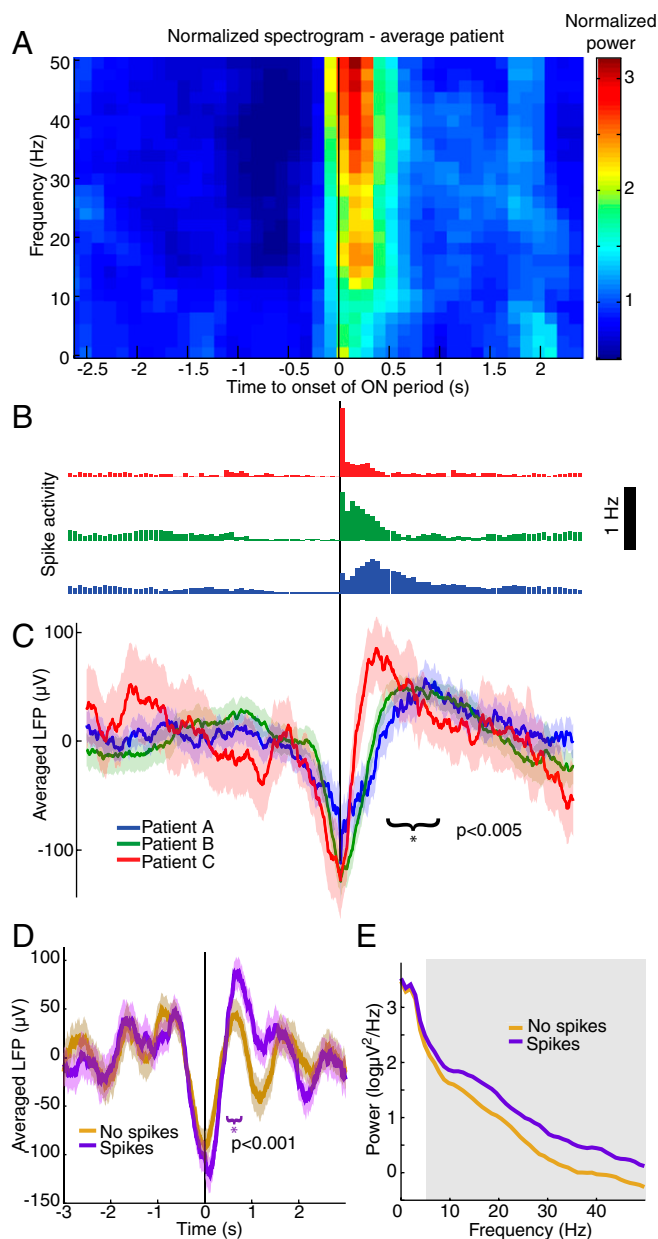 A
Normalized spectrogram - average patient
Normalized
power
Frequency (Hz)
50
40
30
20
10
0
-2.5 -2 -1.5 -1 -0.5 0 0.5 1 1.5 2
Time to onset of ON period (s)
3
2
1
B
Spike activity
1 Hz
C
Averaged LFP (µV)
100
0
-100
Patient A
Patient B
Patient C
*
p<0.005
D
Averaged LFP (µV)
100
50
0
-50
-100
-150
No spikes
Spikes
*
p<0.001
-3 -2 -1 0 1 2 3
Time (s)
E
Power (logµV²/Hz)
3
2
1
0
No spikes
Spikes
0 10 20 30 40
Frequency (Hz)